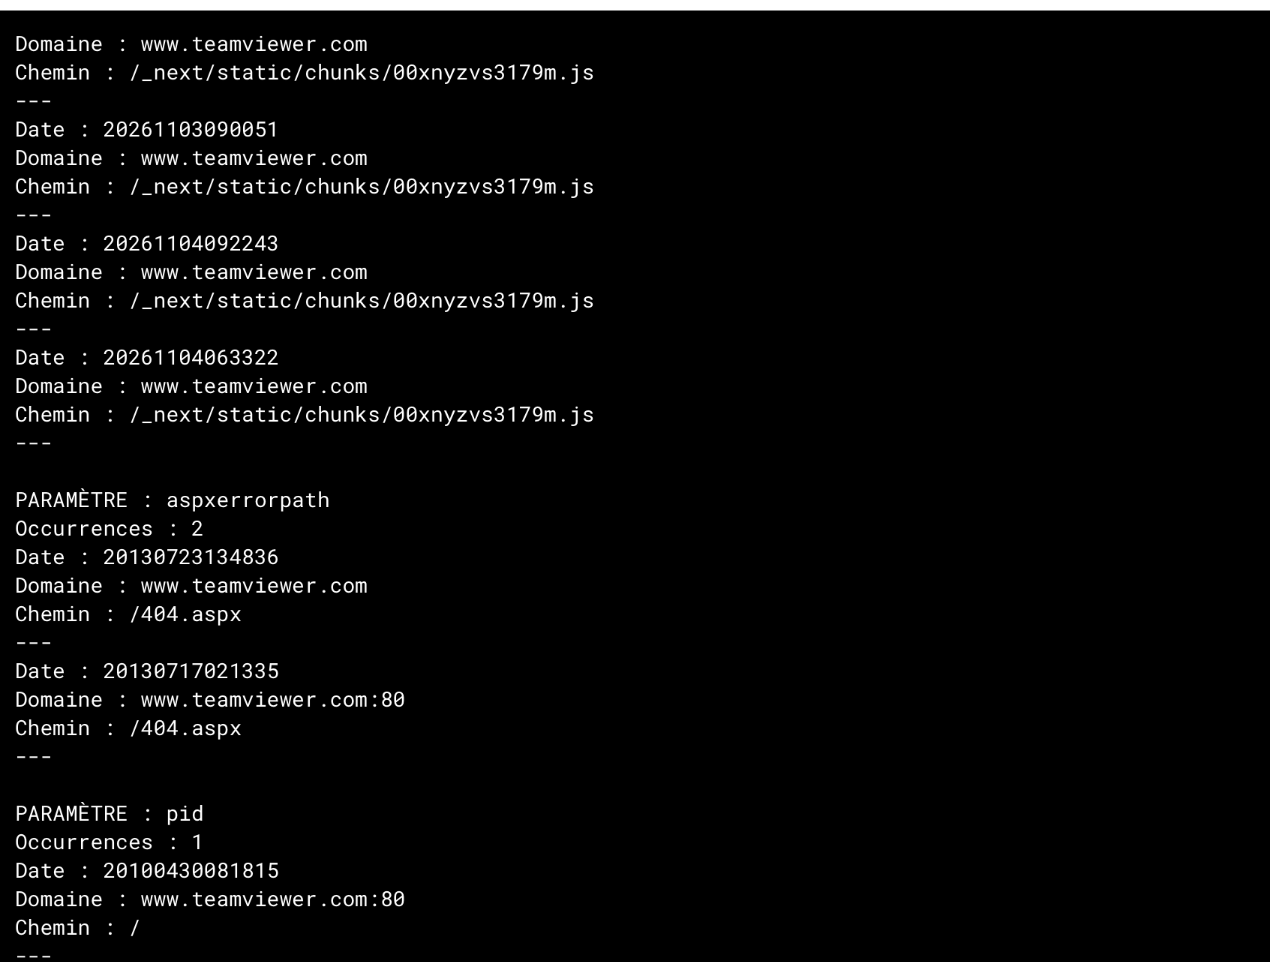 Domaine : www.teamviewer.com
Chemin : /_next/static/chunks/00xnyzvs3179m.js
---
Date : 20261103090051
Domaine : www.teamviewer.com
Chemin : /_next/static/chunks/00xnyzvs3179m.js
---
Date : 20261104092243
Domaine : www.teamviewer.com
Chemin : /_next/static/chunks/00xnyzvs3179m.js
---
Date : 20261104063322
Domaine : www.teamviewer.com
Chemin : /_next/static/chunks/00xnyzvs3179m.js
---
PARAMÈTRE : aspxerrorpath
Occurrences : 2
Date : 20130723134836
Domaine : www.teamviewer.com
Chemin : /404.aspx
---
Date : 20130717021335
Domaine : www.teamviewer.com:80
Chemin : /404.aspx
---
PARAMÈTRE : pid
Occurrences : 1
Date : 20100430081815
Domaine : www.teamviewer.com:80
Chemin : /
---